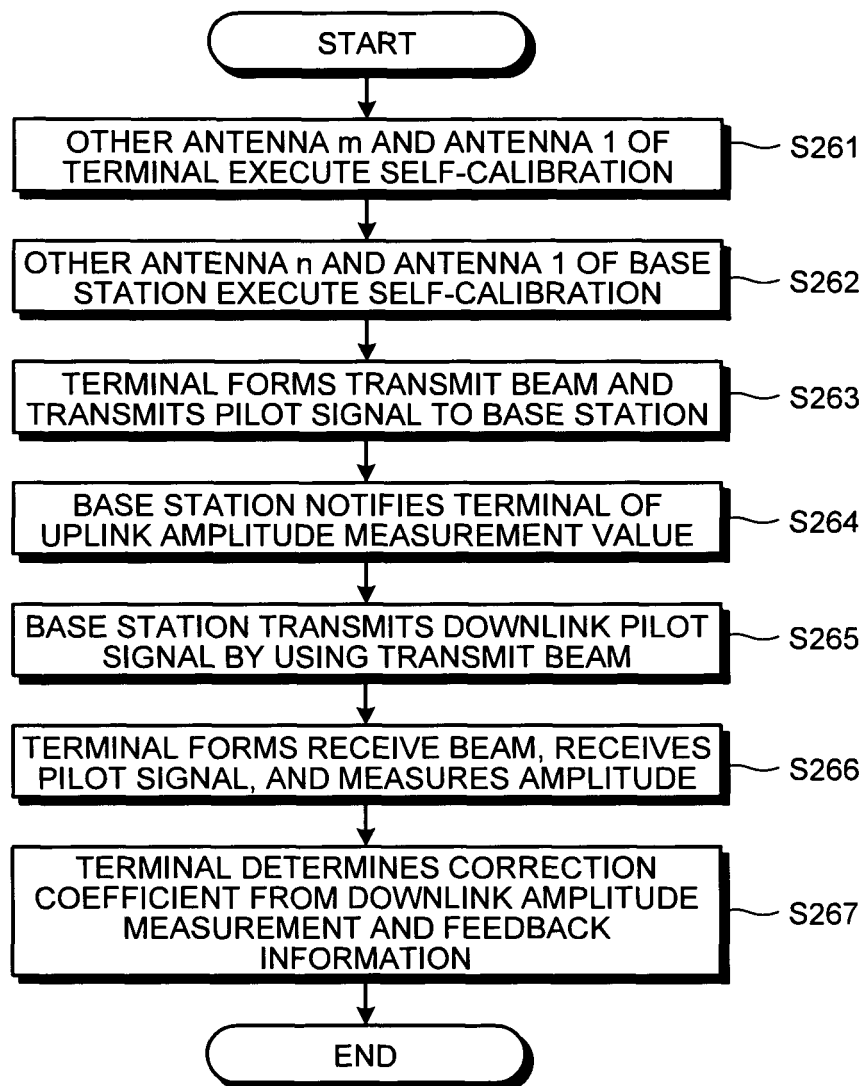 START
OTHER ANTENNA m AND ANTENNA 1 OF
TERMINAL EXECUTE SELF-CALIBRATION
S261
OTHER ANTENNA n AND ANTENNA 1 OF BASE
STATION EXECUTE SELF-CALIBRATION
S262
TERMINAL FORMS TRANSMIT BEAM AND
TRANSMITS PILOT SIGNAL TO BASE STATION
S263
BASE STATION NOTIFIES TERMINAL OF
UPLINK AMPLITUDE MEASUREMENT VALUE
S264
BASE STATION TRANSMITS DOWNLINK PILOT
SIGNAL BY USING TRANSMIT BEAM
S265
TERMINAL FORMS RECEIVE BEAM, RECEIVES
PILOT SIGNAL, AND MEASURES AMPLITUDE
S266
TERMINAL DETERMINES CORRECTION
COEFFICIENT FROM DOWNLINK AMPLITUDE
MEASUREMENT AND FEEDBACK
INFORMATION
S267
END